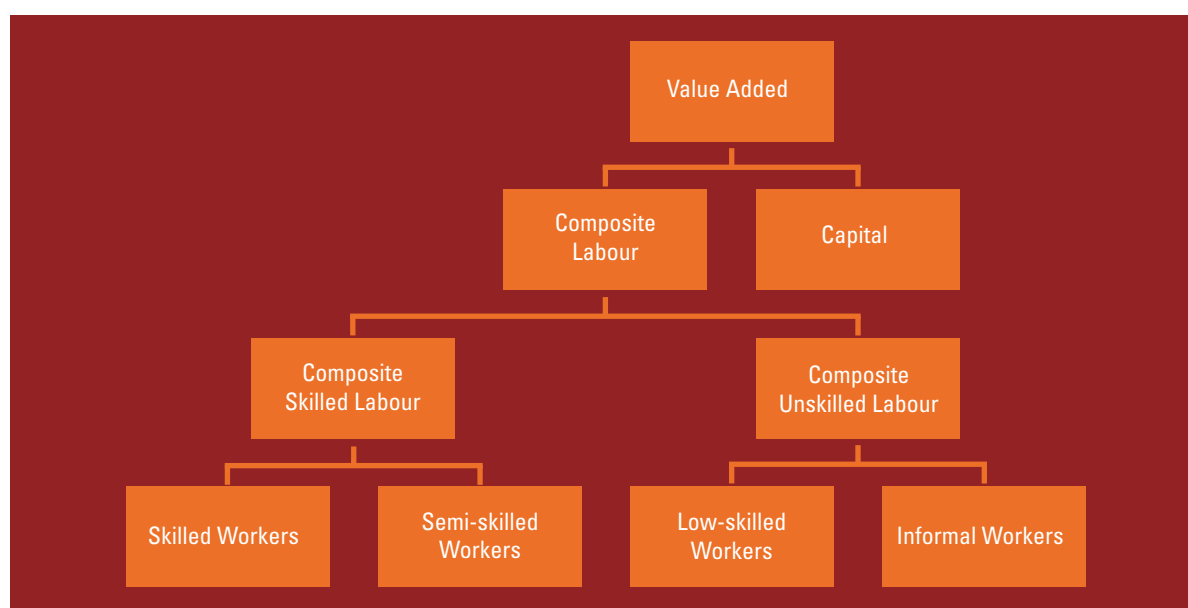 Value Added
Composite
Labour
Capital
Composite
Skilled Labour
Composite
Unskilled Labour
Skilled Workers
Semi-skilled
Workers
Low-skilled
Workers
Informal Workers